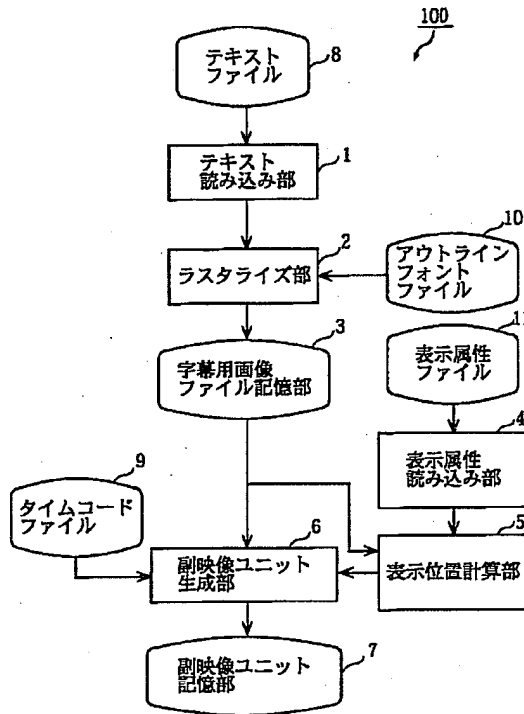 100
テキスト
ファイル
8
テキスト
読み込み部
1
ラスタライズ部
2
アウトライン
フォント
ファイル
10
字幕用画像
ファイル記憶部
3
表示属性
ファイル
11
表示属性
読み込み部
4
タイムコード
ファイル
9
副映像ユニット
生成部
6
表示位置計算部
5
副映像ユニット
記憶部
7